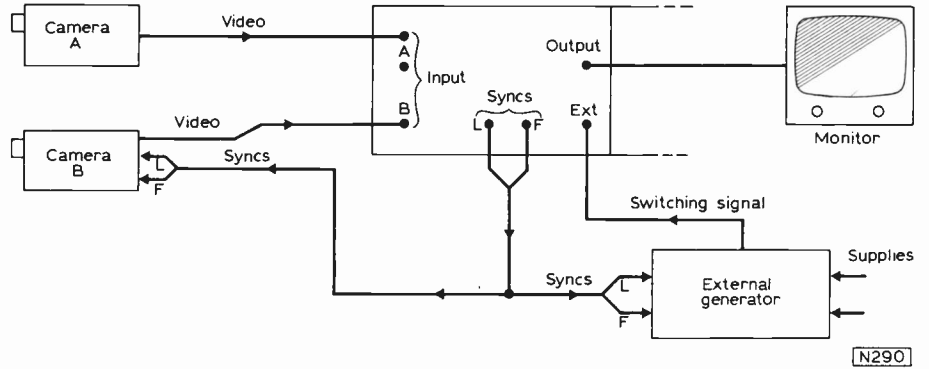 Camera
A
Video
A
Input
B
Output
Syncs
L
F
Ext
Monitor
Video
Camera
B
L
F
Syncs
Switching signal
Syncs
L
F
External
generator
Supplies
N290